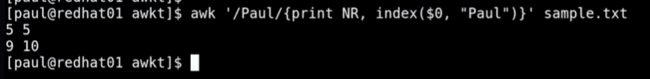 [paul@redhat01 awkt]$ awk '/Paul/{print NR, index($0, "Paul")}' sample.txt
5 5
9 10
[paul@redhat01 awkt]$